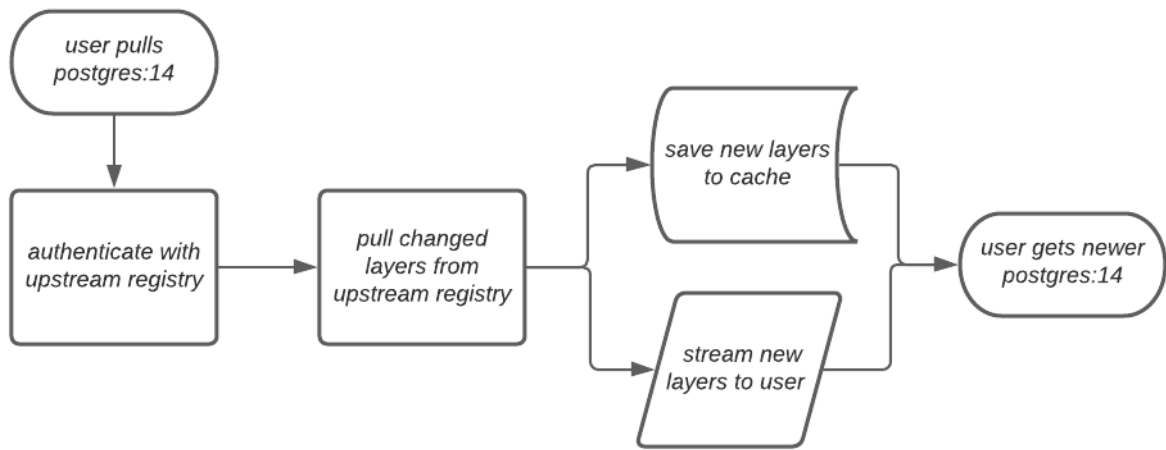 user pulls
postgres:14
authenticate with
upstream registry
pull changed
layers from
upstream registry
save new layers
to cache
stream new
layers to user
user gets newer
postgres:14